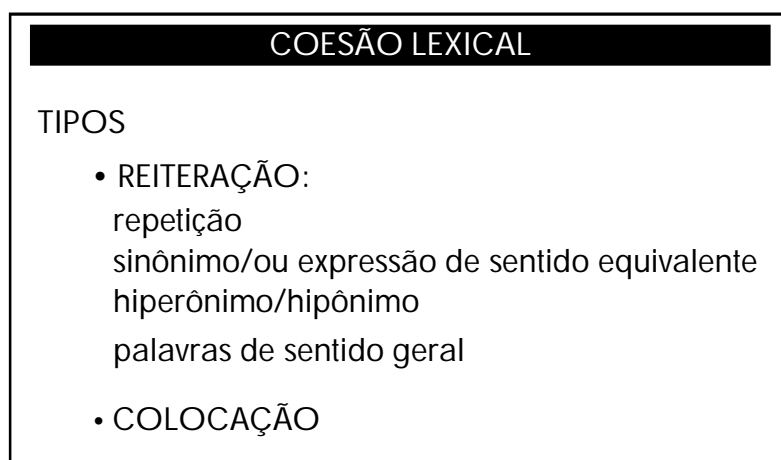 COESÃO LEXICAL
TIPOS
• REITERAÇÃO:
repetição
sinônimo/ou expressão de sentido equivalente
hiperônimo/hipônimo
palavras de sentido geral
• COLOCAÇÃO